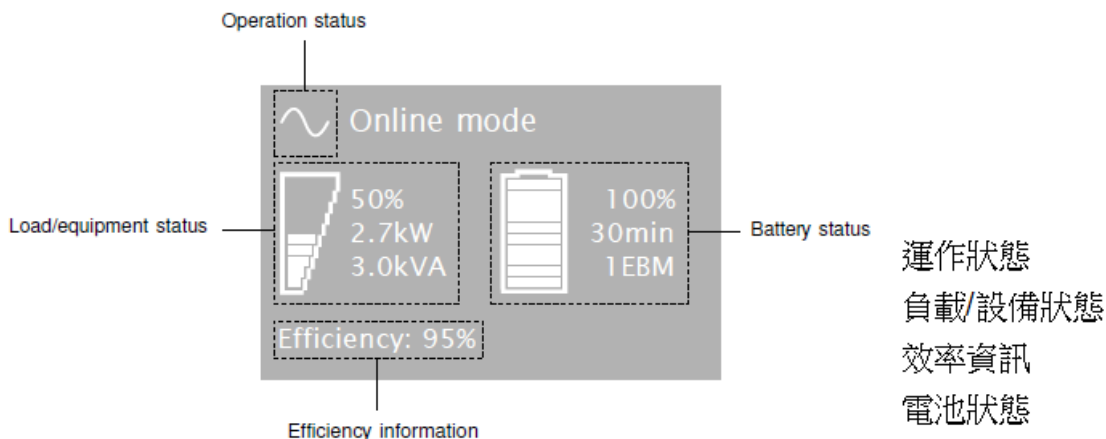 Operation status
Online mode
Load/equipment status
50%
2.7kW
3.0kVA
100%
30min
1EBM
Battery status
Efficiency: 95%
Efficiency information
運作狀態
負載/設備狀態
效率資訊
電池狀態